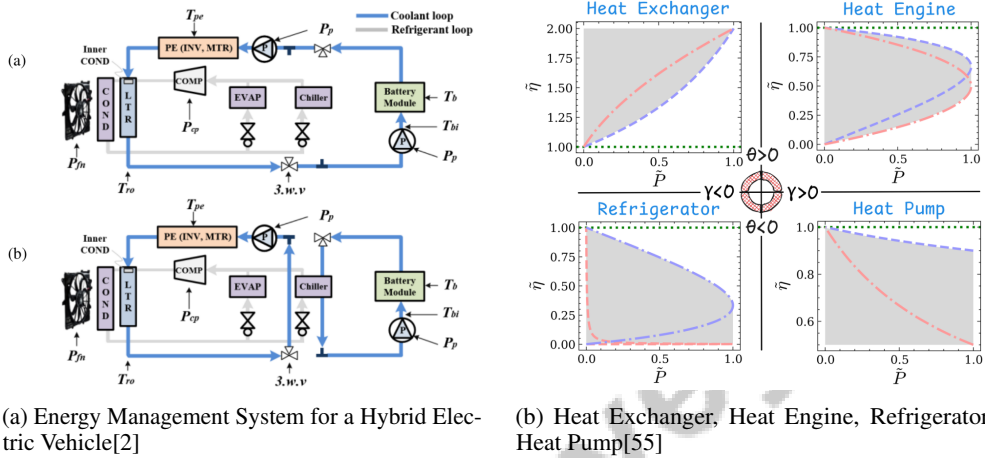 (a)
T_pe
P_p
Coolant loop
Refrigerant loop
Inner
COND
PE (INV, MTR)
P
COND
LTR
COMP
EVAP
Chiller
Battery
Module
T_b
T_bi
P
P_p
P_fn
P_cp
T_ro
3.w.v
(b)
T_pe
P_p
Inner
COND
PE (INV, MTR)
P
COND
LTR
COMP
EVAP
Chiller
Battery
Module
T_b
T_bi
P
P_p
P_fn
P_cp
T_ro
3.w.v
(a) Energy Management System for a Hybrid Elec-
tric Vehicle[2]
Heat Exchanger
2.00
1.75
1.50
1.25
1.00
η̃
0.0
0.5
1.0
P̃
Heat Engine
1.00
0.75
0.50
0.25
0.00
η̃
0.0
0.5
1.0
P̃
θ>0
γ<0
γ>0
θ<0
Refrigerator
1.00
0.75
0.50
0.25
0.00
η̃
0.0
0.5
1.0
P̃
Heat Pump
1.0
0.8
0.6
η̃
0.0
0.5
1.0
P̃
(b) Heat Exchanger, Heat Engine, Refrigerator
Heat Pump[55]